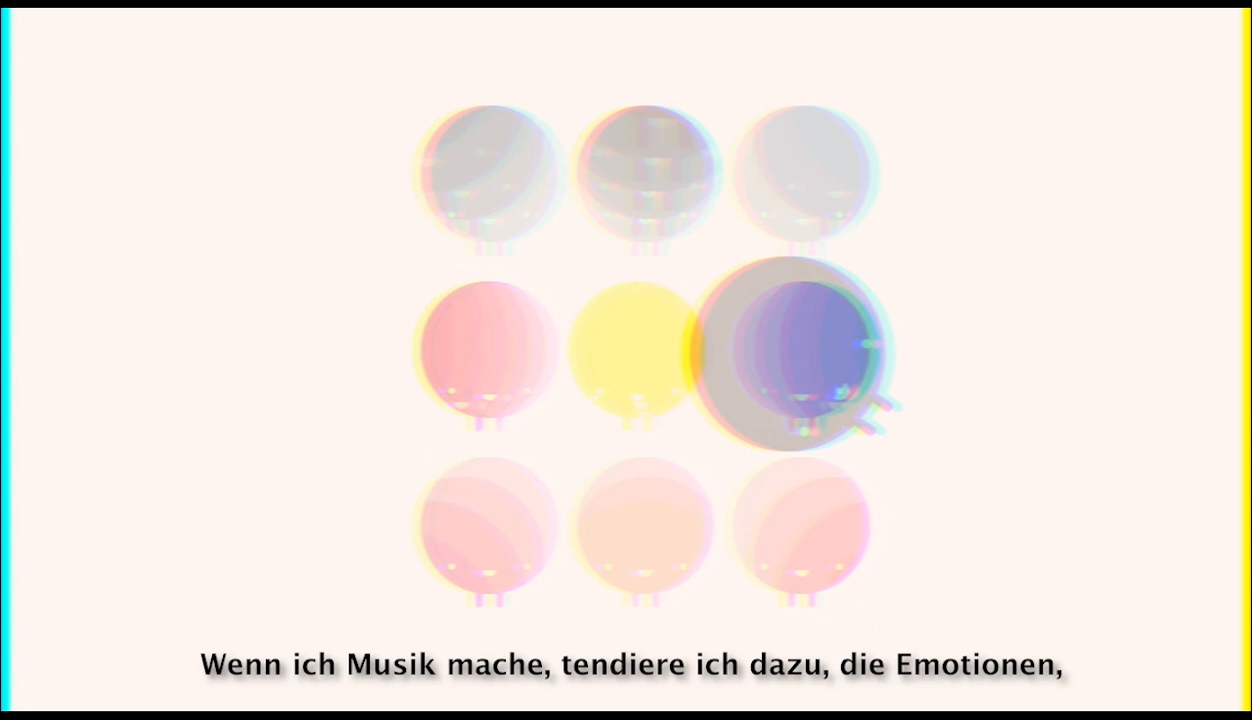 Wenn ich Musik mache, tendiere ich dazu, die Emotionen,